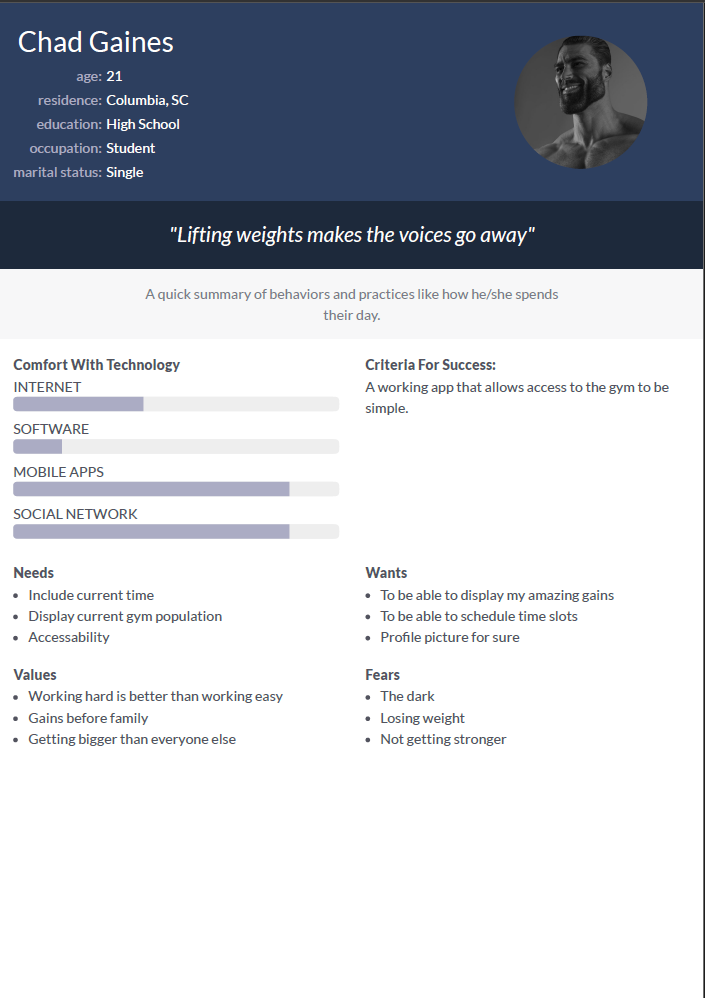 Chad Gaines
age: 21
residence: Columbia, SC
education: High School
occupation: Student
marital status: Single
"Lifting weights makes the voices go away"
A quick summary of behaviors and practices like how he/she spends
their day.
Comfort With Technology
INTERNET
SOFTWARE
MOBILE APPS
SOCIAL NETWORK
Criteria For Success:
A working app that allows access to the gym to be
simple.
Needs
• Include current time
• Display current gym population
• Accessability
Wants
• To be able to display my amazing gains
• To be able to schedule time slots
• Profile picture for sure
Values
• Working hard is better than working easy
• Gains before family
• Getting bigger than everyone else
Fears
• The dark
• Losing weight
• Not getting stronger